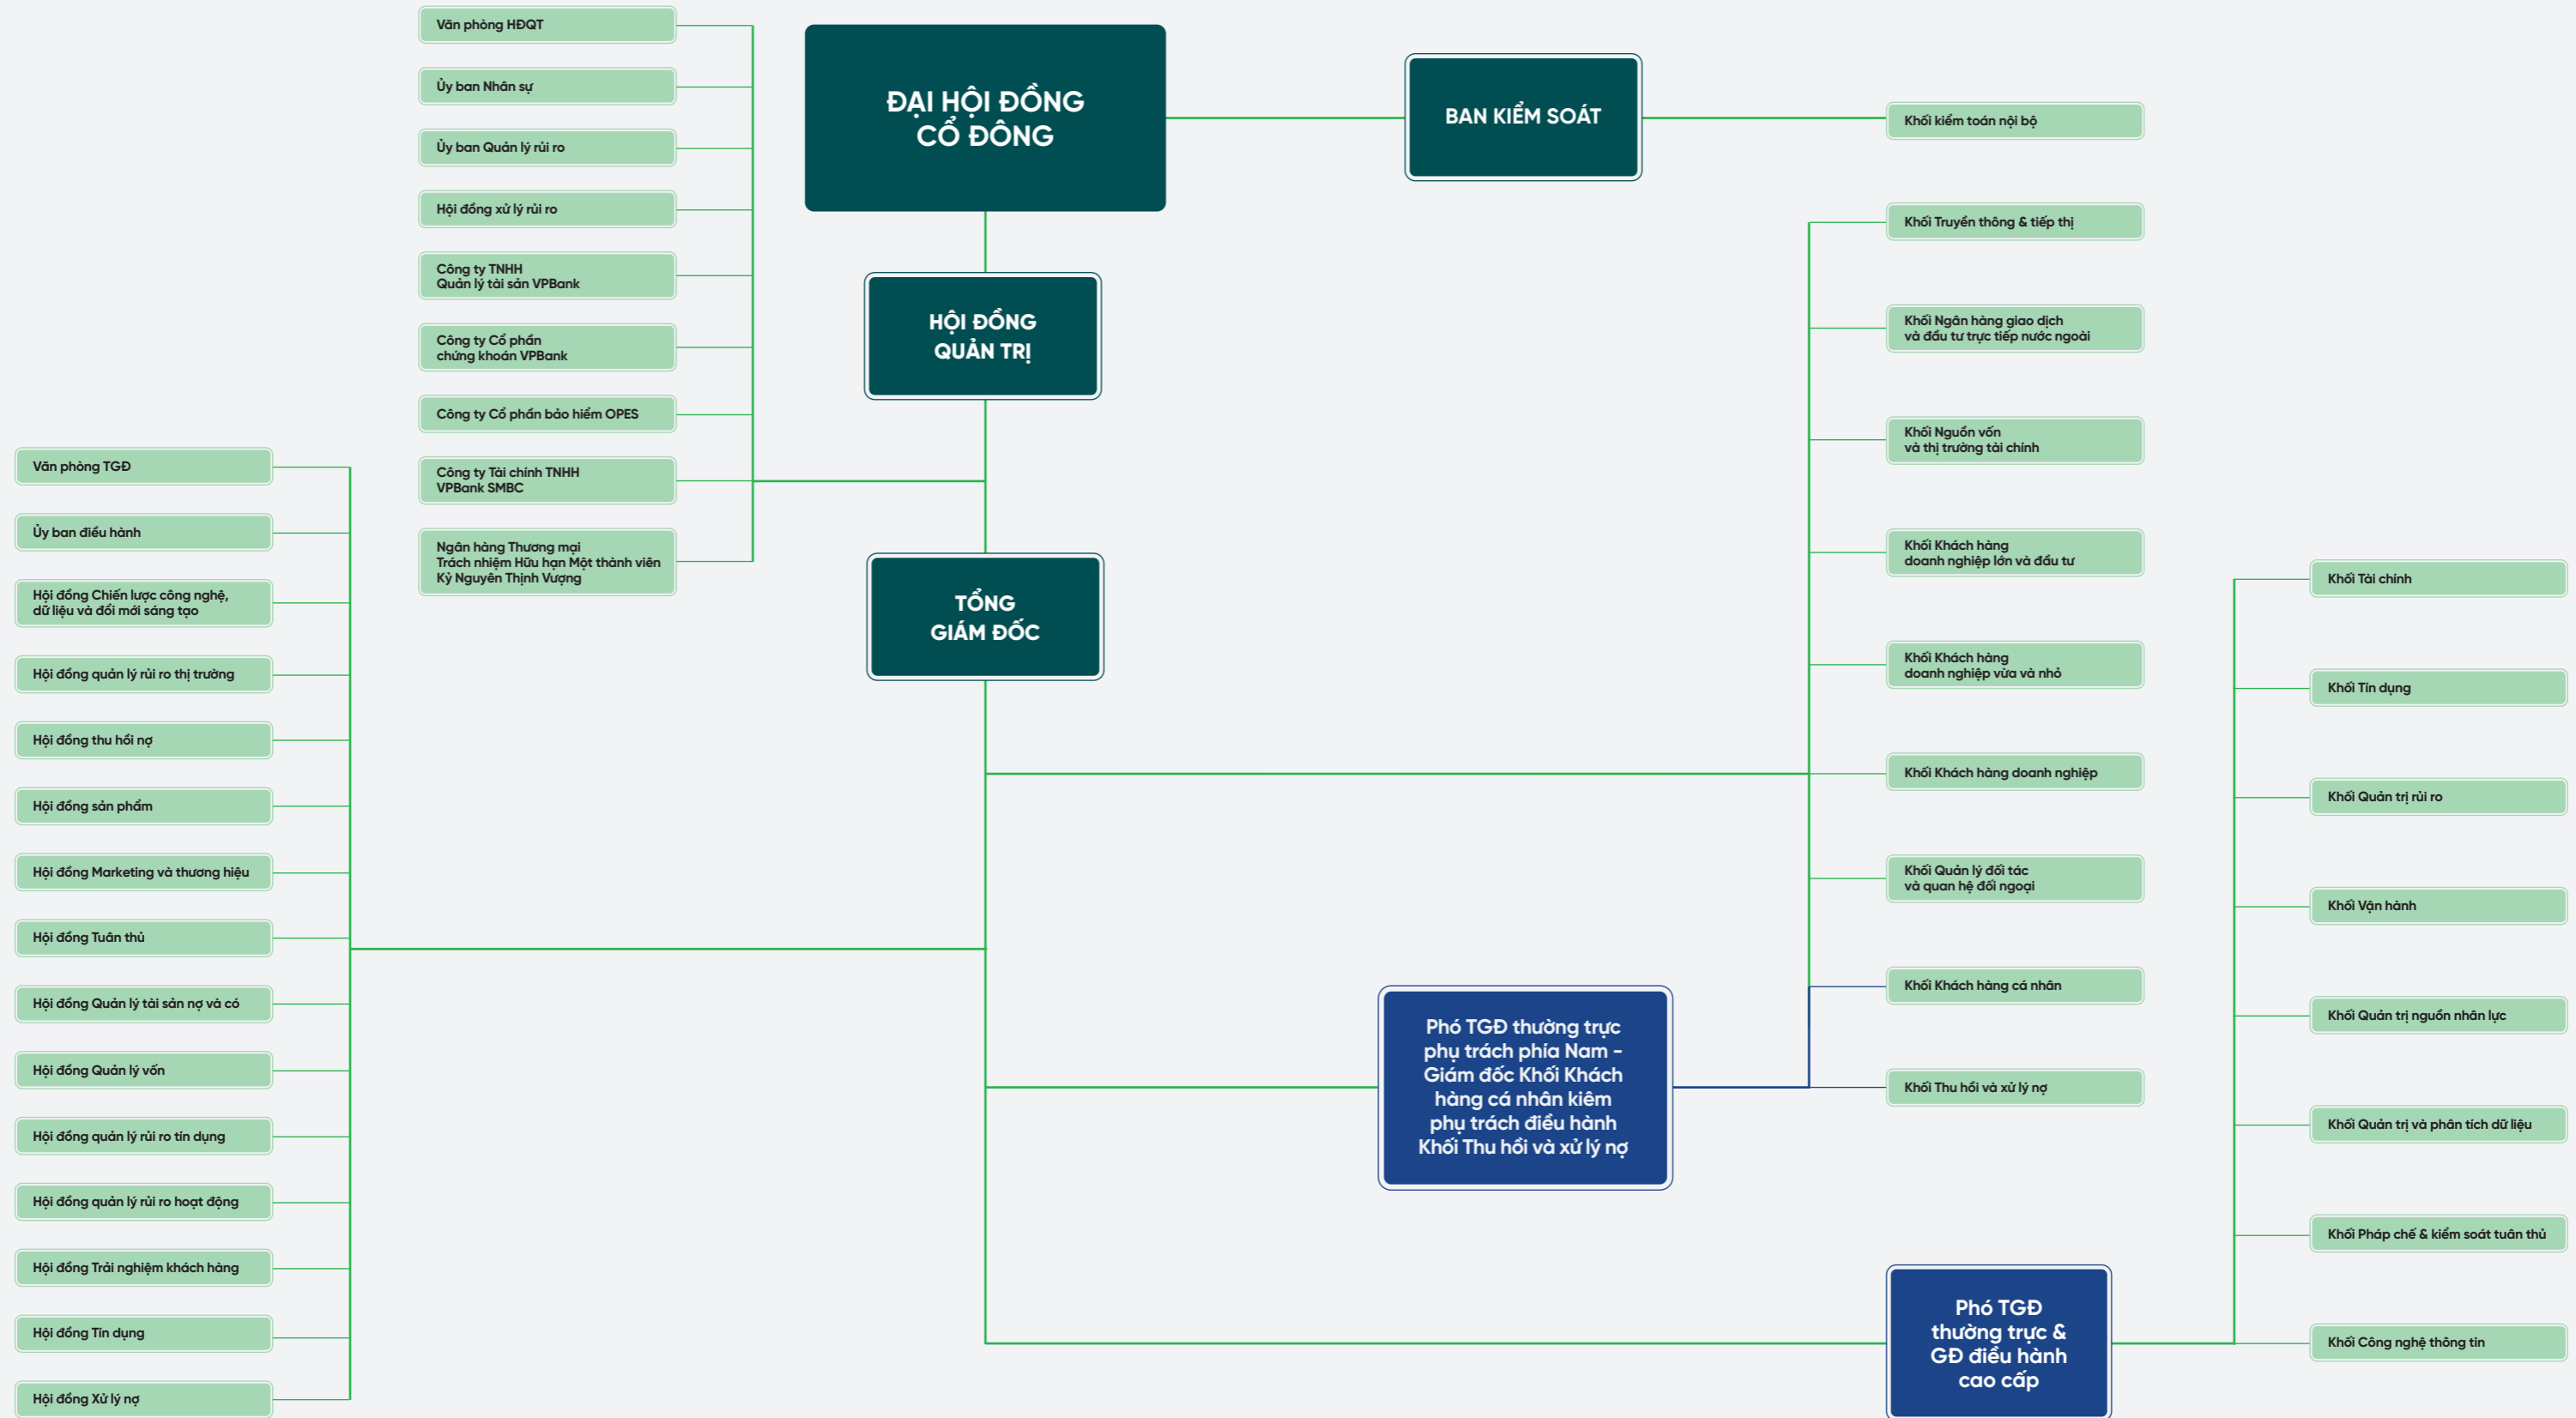 ĐẠI HỘI ĐỒNG
CỔ ĐÔNG
BAN KIỂM SOÁT
Khối kiểm toán nội bộ
HỘI ĐỒNG
QUẢN TRỊ
Văn phòng HĐQT
Ủy ban Nhân sự
Ủy ban Quản lý rủi ro
Hội đồng xử lý rủi ro
Công ty TNHH
Quản lý tài sản VPBank
Công ty Cổ phần
chứng khoán VPBank
Công ty Cổ phần bảo hiểm OPES
Công ty Tài chính TNHH
VPBank SMBC
Ngân hàng Thương mại
Trách nhiệm Hữu hạn Một thành viên
Kỷ Nguyên Thịnh Vượng
TỔNG
GIÁM ĐỐC
Văn phòng TGĐ
Ủy ban điều hành
Hội đồng Chiến lược công nghệ,
dữ liệu và đổi mới sáng tạo
Hội đồng quản lý rủi ro thị trường
Hội đồng thu hồi nợ
Hội đồng sản phẩm
Hội đồng Marketing và thương hiệu
Hội đồng Tuân thủ
Hội đồng Quản lý tài sản nợ và có
Hội đồng Quản lý vốn
Hội đồng quản lý rủi ro tín dụng
Hội đồng quản lý rủi ro hoạt động
Hội đồng Trải nghiệm khách hàng
Hội đồng Tín dụng
Hội đồng Xử lý nợ
Khối Truyền thông & tiếp thị
Khối Ngân hàng giao dịch
và đầu tư trực tiếp nước ngoài
Khối Nguồn vốn
và thị trường tài chính
Khối Khách hàng
doanh nghiệp lớn và đầu tư
Khối Khách hàng
doanh nghiệp vừa và nhỏ
Khối Khách hàng doanh nghiệp
Khối Quản lý đối tác
và quan hệ đối ngoại
Khối Khách hàng cá nhân
Khối Thu hồi và xử lý nợ
Phó TGĐ thường trực
phụ trách phía Nam -
Giám đốc Khối Khách
hàng cá nhân kiêm
phụ trách điều hành
Khối Thu hồi và xử lý nợ
Phó TGĐ
thường trực &
GĐ điều hành
cao cấp
Khối Tài chính
Khối Tín dụng
Khối Quản trị rủi ro
Khối Vận hành
Khối Quản trị nguồn nhân lực
Khối Quản trị và phân tích dữ liệu
Khối Pháp chế & kiểm soát tuân thủ
Khối Công nghệ thông tin